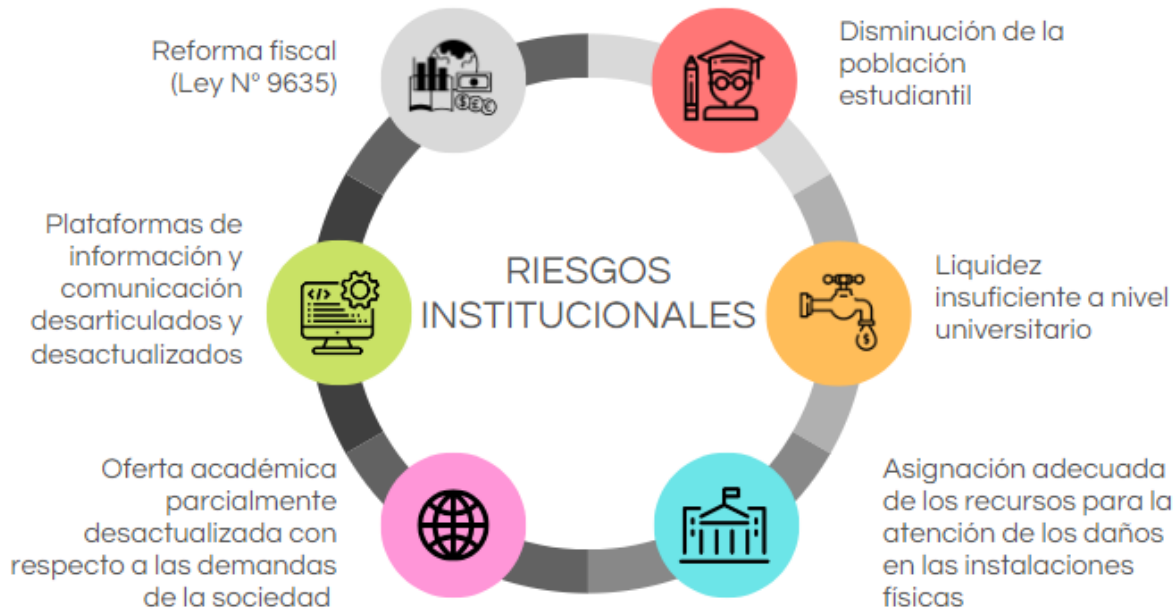 Reforma fiscal
(Ley N° 9635)
Disminución de la
población
estudiantil
Plataformas de
información y
comunicación
desarticulados y
desactualizados
RIESGOS
INSTITUCIONALES
Liquidez
insuficiente a nivel
universitario
Oferta académica
parcialmente
desactualizada con
respecto a las demandas
de la sociedad
Asignación adecuada
de los recursos para la
atención de los daños
en las instalaciones
físicas